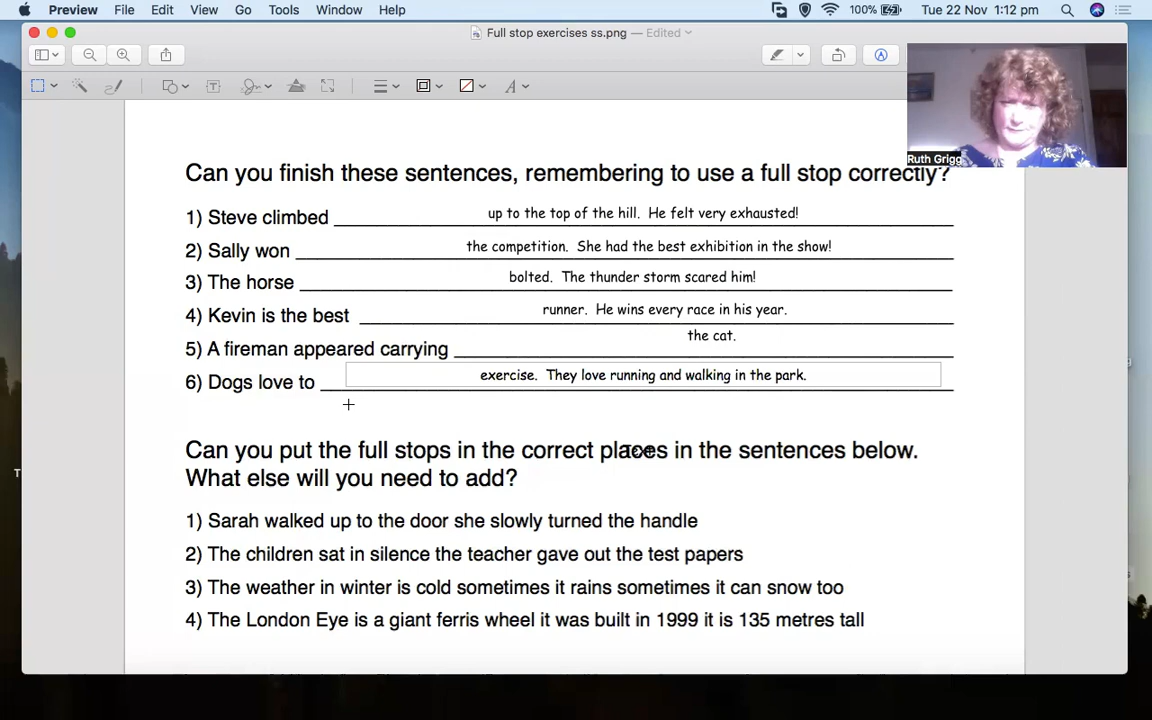 Preview File Edit View Go Tools Window Help 100% Tue 22 Nov 1:12 pm
Full stop exercises ss.png — Edited
Ruth Grigg
Can you finish these sentences, remembering to use a full stop correctly?
1) Steve climbed up to the top of the hill. He felt very exhausted!
2) Sally won the competition. She had the best exhibition in the show!
3) The horse bolted. The thunder storm scared him!
4) Kevin is the best runner. He wins every race in his year.
5) A fireman appeared carrying the cat.
6) Dogs love to exercise. They love running and walking in the park.
Can you put the full stops in the correct places in the sentences below.
What else will you need to add?
1) Sarah walked up to the door she slowly turned the handle
2) The children sat in silence the teacher gave out the test papers
3) The weather in winter is cold sometimes it rains sometimes it can snow too
4) The London Eye is a giant ferris wheel it was built in 1999 it is 135 metres tall